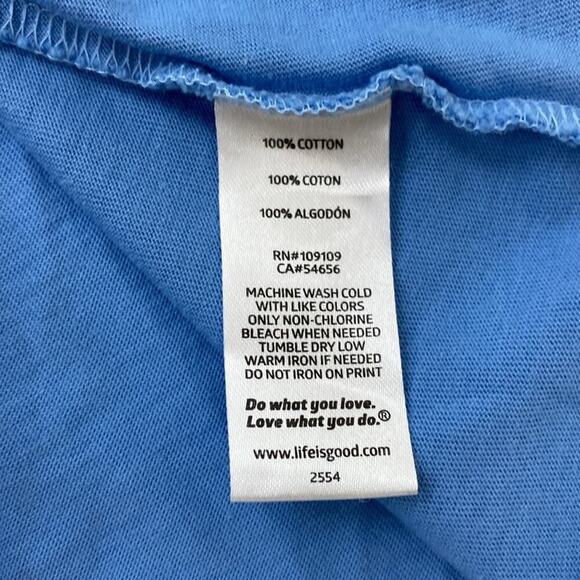 100% COTTON
100% COTON
100% ALGODÓN
RN#109109
CA#54656
MACHINE WASH COLD
WITH LIKE COLORS
ONLY NON-CHLORINE
BLEACH WHEN NEEDED
TUMBLE DRY LOW
WARM IRON IF NEEDED
DO NOT IRON ON PRINT
Do what you love.
Love what you do.®
www.lifeisgood.com
2554